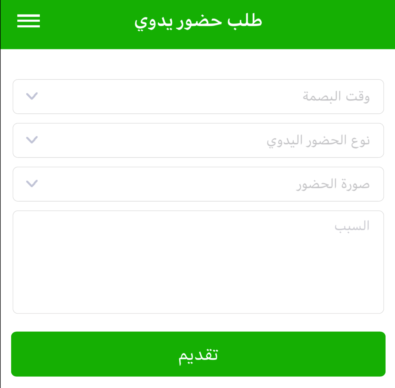 طلب حضور يدوي
وقت البصمة
نوع الحضور اليدوي
صورة الحضور
السبب
تقديم